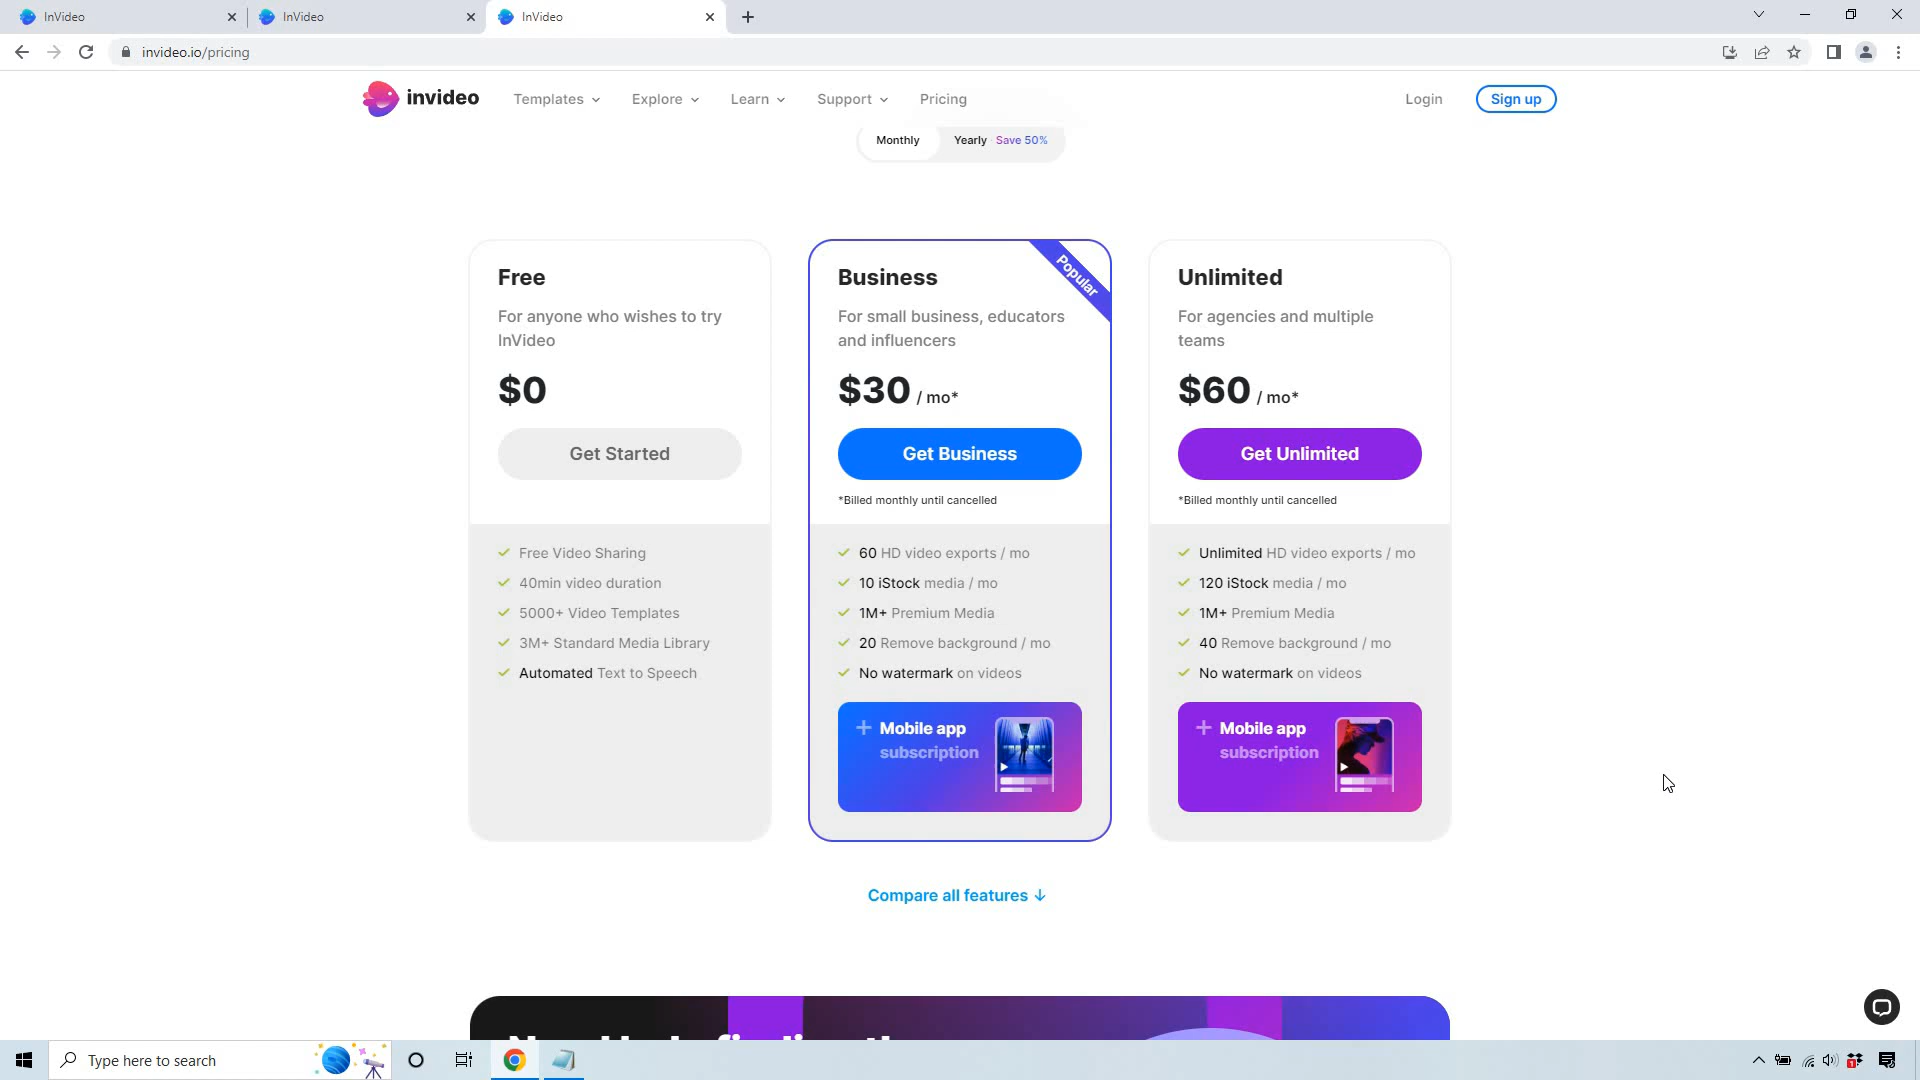 InVideo
InVideo
InVideo
invideo.io/pricing
invideo
Templates
Explore
Learn
Support
Pricing
Login
Sign up
Monthly
Yearly Save 50%
Free
For anyone who wishes to try
InVideo
$0
Get Started
Free Video Sharing
40min video duration
5000+ Video Templates
3M+ Standard Media Library
Automated Text to Speech
Popular
Business
For small business, educators
and influencers
$30 / mo*
Get Business
*Billed monthly until cancelled
60 HD video exports / mo
10 iStock media / mo
1M+ Premium Media
20 Remove background / mo
No watermark on videos
+ Mobile app
subscription
Unlimited
For agencies and multiple
teams
$60 / mo*
Get Unlimited
*Billed monthly until cancelled
Unlimited HD video exports / mo
120 iStock media / mo
1M+ Premium Media
40 Remove background / mo
No watermark on videos
+ Mobile app
subscription
Compare all features ↓
Type here to search
1